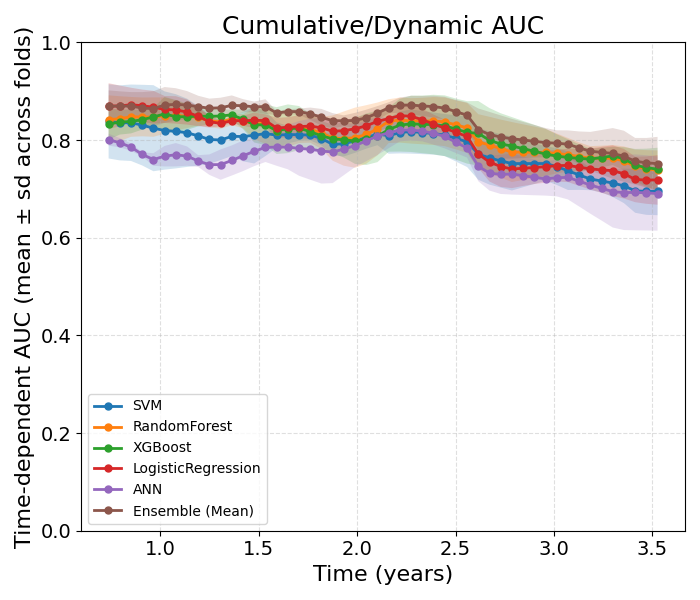 Cumulative/Dynamic AUC
Time-dependent AUC (mean ± sd across folds)
1.0
0.8
0.6
0.4
0.2
0.0
SVM
RandomForest
XGBoost
LogisticRegression
ANN
Ensemble (Mean)
1.0 1.5 2.0 2.5 3.0 3.5
Time (years)